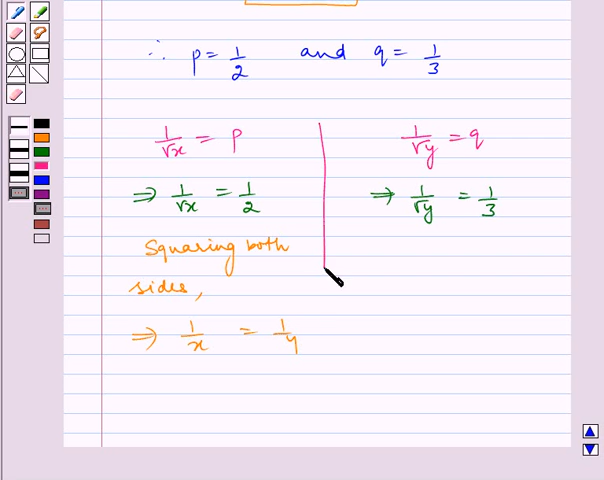 ∴ p = 1/2 and q = 1/3
1/√x = p
⇒ 1/√x = 1/2
Squaring both
sides,
⇒ 1/x = 1/4
1/√y = q
⇒ 1/√y = 1/3